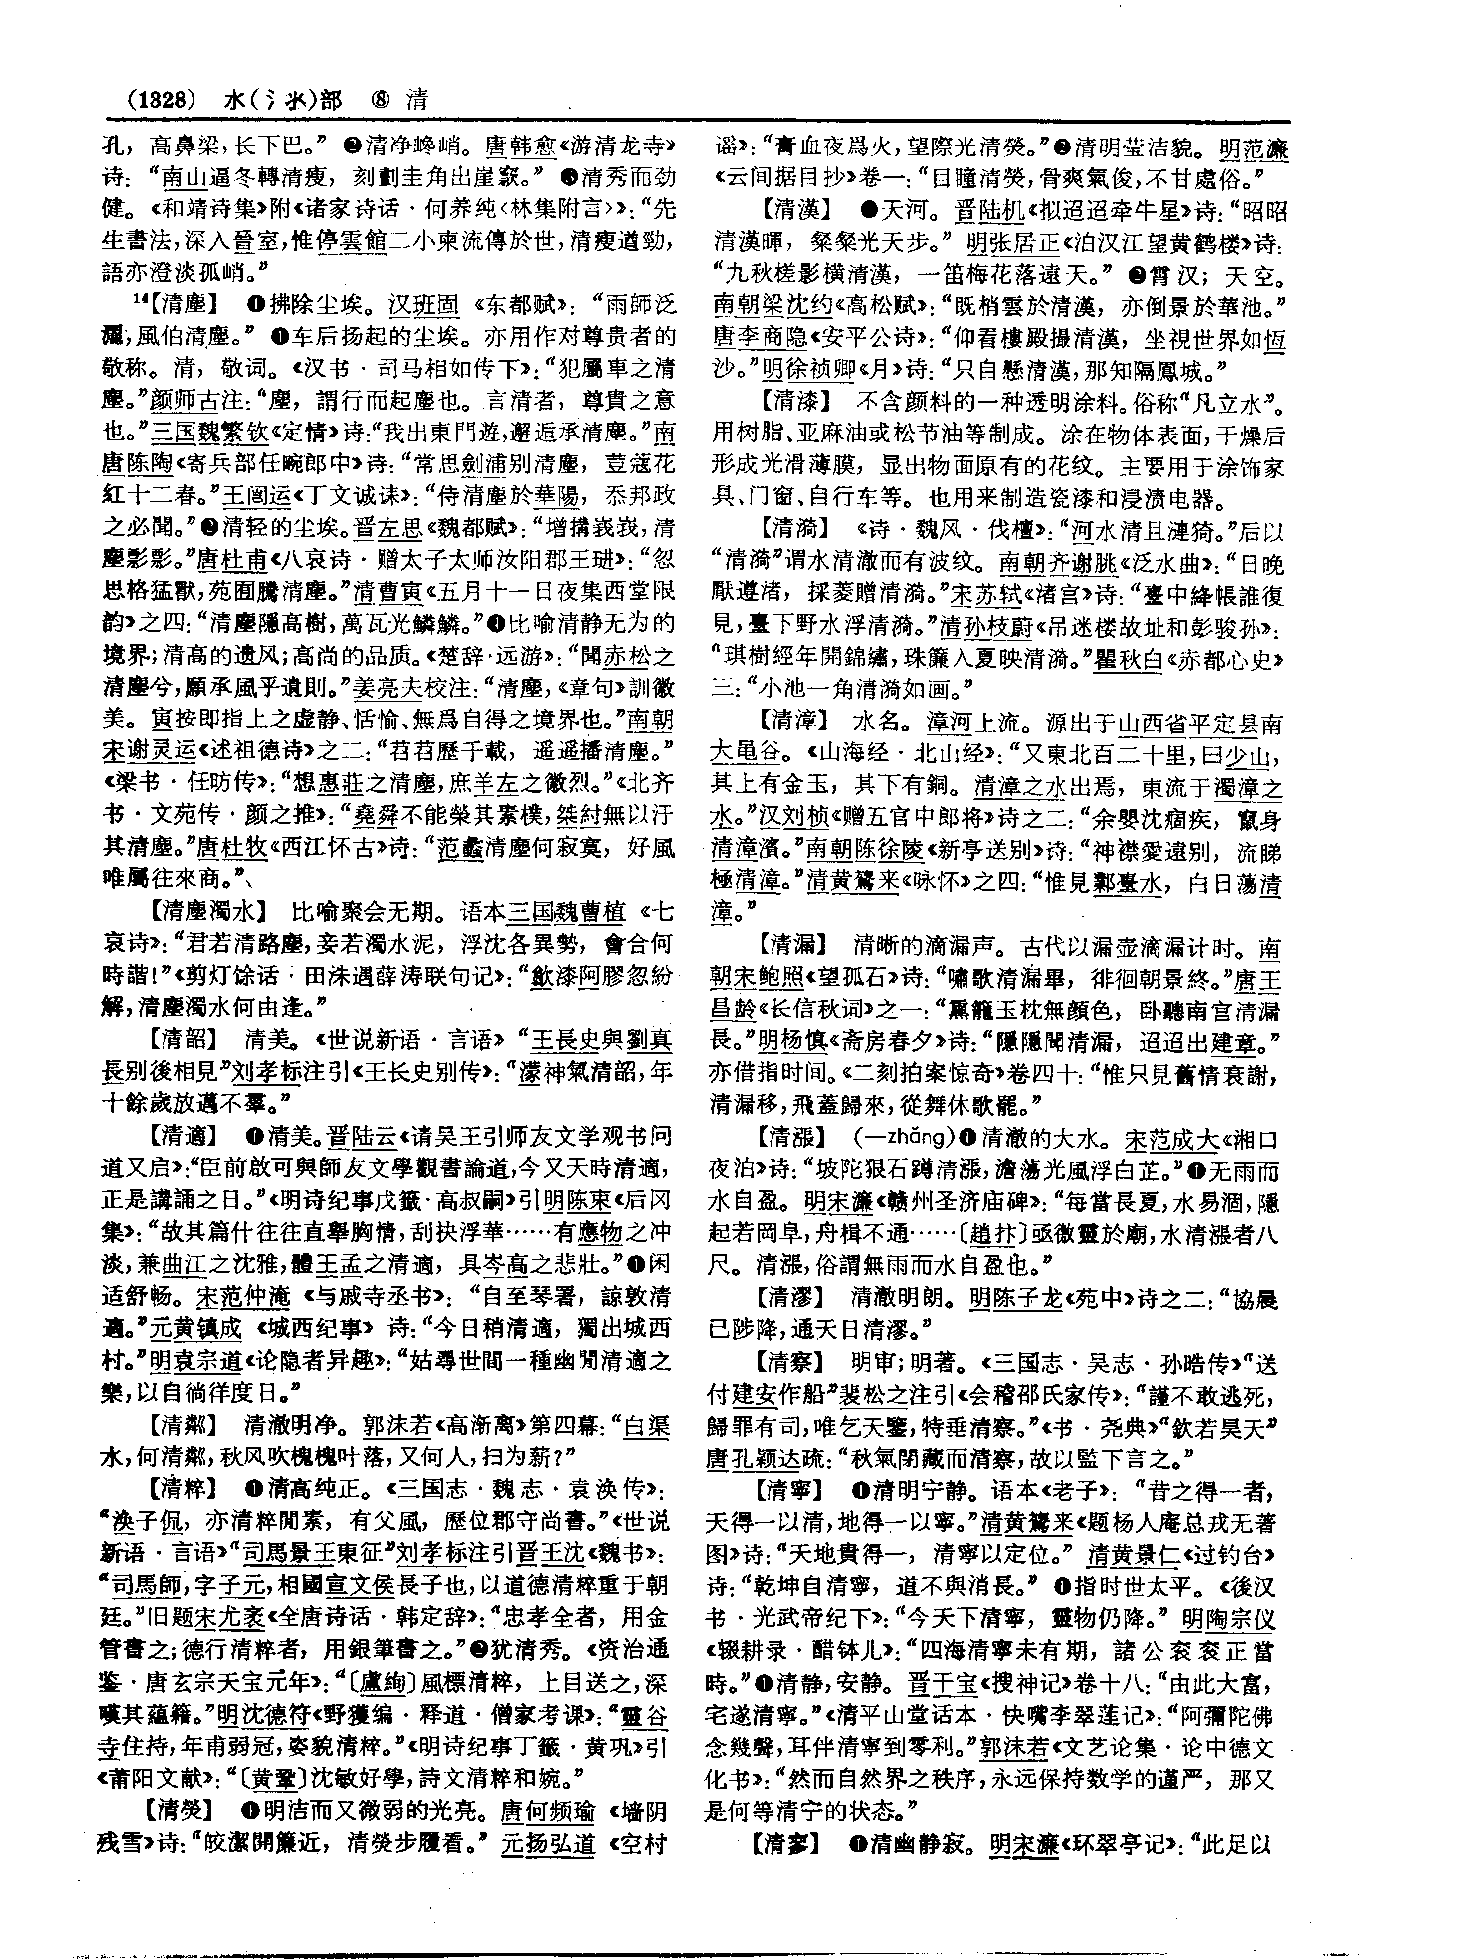 (1328) 水(氵氺)部 ⑧ 清
孔，高鼻梁，长下巴。”❷清净峻峭。唐韩愈《游清龙寺》
诗：“南山逼冬轉清瘦，刻劃圭角出崖窾。”❸清秀而劲
健。《和靖诗集》附《诸家诗话·何养纯〈林集附言〉》：“先
生書法，深入晉室，惟停雲館二小柬流傳於世，清瘦遒勁，
語亦澄淡孤峭。”
¹⁴【清塵】 ❶拂除尘埃。汉班固《东都赋》：“雨師泛
灑，風伯清塵。”❶车后扬起的尘埃。亦用作对尊贵者的
敬称。清，敬词。《汉书·司马相如传下》：“犯屬車之清
塵。”颜师古注：“塵，謂行而起塵也。言清者，尊貴之意
也。”三国魏繁钦《定情》诗：“我出東門遊，邂逅承清塵。”南
唐陈陶《寄兵部任畹郎中》诗：“常思劍浦别清塵，荳蔻花
紅十二春。”王闿运《丁文诚诔》：“侍清塵於華陽，忝邦政
之必聞。”❷清轻的尘埃。晋左思《魏都赋》：“增搆峩峩，清
塵彯彯。”唐杜甫《八哀诗·赠太子太师汝阳郡王琎》：“忽
思格猛獸，苑囿騰清塵。”清曹寅《五月十一日夜集西堂限
韵》之四：“清塵隱高樹，萬瓦光鱗鱗。”❶比喻清静无为的
境界；清高的遗风；高尚的品质。《楚辞·远游》：“聞赤松之
清塵兮，願承風乎遺則。”姜亮夫校注：“清塵，《章句》訓徽
美。寅按即指上之虚静、恬愉、無爲自得之境界也。”南朝
宋谢灵运《述祖德诗》之二：“苕苕歷千載，遥遥播清塵。”
《梁书·任昉传》：“想惠莊之清塵，庶羊左之徽烈。”《北齐
书·文苑传·颜之推》：“堯舜不能榮其素樸，桀紂無以汙
其清塵。”唐杜牧《西江怀古》诗：“范蠡清塵何寂寞，好風
唯屬往來商。”
【清塵濁水】 比喻聚会无期。语本三国魏曹植《七
哀诗》：“君若清路塵，妾若濁水泥，浮沈各異勢，會合何
時諧！”《剪灯馀话·田洙遇薛涛联句记》：“歙漆阿膠忽紛
解，清塵濁水何由逢。”
【清韶】 清美。《世说新语·言语》“王長史與劉真
長别後相見”刘孝标注引《王长史别传》：“濛神氣清韶，年
十餘歲放邁不羣。”
【清適】 ❶清美。晋陆云《请吴王引师友文学观书问
道又启》：“臣前啟可與師友文學觀書論道，今又天時清適，
正是講誦之日。”《明诗纪事戊籤·高叔嗣》引明陈束《后冈
集》：“故其篇什往往直舉胸情，刮抉浮華……有應物之冲
淡，兼曲江之沈雅，體王孟之清適，具岑高之悲壯。”❶闲
适舒畅。宋范仲淹《与戚寺丞书》：“自至琴署，諒敦清
適。”元黄镇成《城西纪事》诗：“今日稍清適，獨出城西
村。”明袁宗道《论隐者异趣》：“姑尋世間一種幽閒清適之
樂，以自徜徉度日。”
【清粼】 清澈明净。郭沫若《高渐离》第四幕：“白渠
水，何清粼，秋风吹槐槐叶落，又何人，扫为薪？”
【清粹】 ❶清高纯正。《三国志·魏志·袁涣传》：
“涣子侃，亦清粹閒素，有父風，歷位郡守尚書。”《世说
新语·言语》“司馬景王東征”刘孝标注引晋王沈《魏书》：
“司馬師，字子元，相國宣文侯長子也，以道德清粹重于朝
廷。”旧题宋尤袤《全唐诗话·韩定辞》：“忠孝全者，用金
管書之；德行清粹者，用銀筆書之。”❷犹清秀。《资治通
鉴·唐玄宗天宝元年》：“〔盧絢〕風標清粹，上目送之，深
嘆其蘊藉。”明沈德符《野獲编·释道·僧家考课》：“靈谷
寺住持，年甫弱冠，姿貌清粹。”《明诗纪事丁籤·黄巩》引
《莆阳文献》：“〔黄鞏〕沈敏好學，詩文清粹和婉。”
【清熒】 ❶明洁而又微弱的光亮。唐何频瑜《墙阴
残雪》诗：“皎潔開簾近，清熒步履看。”元扬弘道《空村
谣》：“膏血夜爲火，望際光清熒。”❷清明莹洁貌。明范濂
《云间据目抄》卷一：“目瞳清熒，骨爽氣俊，不甘處俗。”
【清漢】 ●天河。晋陆机《拟迢迢牵牛星》诗：“昭昭
清漢暉，粲粲光天步。”明张居正《泊汉江望黄鹤楼》诗：
“九秋槎影横清漢，一笛梅花落遠天。”❷霄汉；天空。
南朝梁沈约《高松赋》：“既梢雲於清漢，亦倒景於華池。”
唐李商隐《安平公诗》：“仰看樓殿撮清漢，坐視世界如恆
沙。”明徐祯卿《月》诗：“只自懸清漢，那知隔鳳城。”
【清漆】 不含颜料的一种透明涂料。俗称“凡立水”。
用树脂、亚麻油或松节油等制成。涂在物体表面，干燥后
形成光滑薄膜，显出物面原有的花纹。主要用于涂饰家
具、门窗、自行车等。也用来制造瓷漆和浸渍电器。
【清漪】 《诗·魏风·伐檀》：“河水清且漣猗。”后以
“清漪”谓水清澈而有波纹。南朝齐谢朓《泛水曲》：“日晚
厭遵渚，採菱贈清漪。”宋苏轼《渚宫》诗：“臺中絳帳誰復
見，臺下野水浮清漪。”清孙枝蔚《吊迷楼故址和彭骏孙》：
“琪樹經年開錦繡，珠簾入夏映清漪。”瞿秋白《赤都心史》
三：“小池一角清漪如画。”
【清漳】 水名。漳河上流。源出于山西省平定县南
大黾谷。《山海经·北山经》：“又東北百二十里，曰少山，
其上有金玉，其下有銅。清漳之水出焉，東流于濁漳之
水。”汉刘桢《赠五官中郎将》诗之二：“余嬰沈痼疾，竄身
清漳濱。”南朝陈徐陵《新亭送别》诗：“神襟愛遠别，流睇
極清漳。”清黄鷟来《咏怀》之四：“惟見鄴臺水，白日蕩清
漳。”
【清漏】 清晰的滴漏声。古代以漏壶滴漏计时。南
朝宋鲍照《望孤石》诗：“嘯歌清漏畢，徘徊朝景終。”唐王
昌龄《长信秋词》之一：“熏籠玉枕無顔色，卧聽南宫清漏
長。”明杨慎《斋房春夕》诗：“隱隱聞清漏，迢迢出建章。”
亦借指时间。《二刻拍案惊奇》卷四十：“惟只見舊情衰謝，
清漏移，飛蓋歸來，從舞休歌罷。”
【清漲】 (—zhǎng)❶清澈的大水。宋范成大《湘口
夜泊》诗：“坡陀狠石蹲清漲，澹蕩光風浮白芷。”❶无雨而
水自盈。明宋濂《赣州圣济庙碑》：“每當長夏，水易涸，隱
起若岡阜，舟楫不通……〔趙抃〕亟徼靈於廟，水清漲者八
尺。清漲，俗謂無雨而水自盈也。”
【清漻】 清澈明朗。明陈子龙《苑中》诗之二：“協晨
已陟降，通天日清漻。”
【清察】 明审；明著。《三国志·吴志·孙晧传》“送
付建安作船”裴松之注引《会稽邵氏家传》：“謹不敢逃死，
歸罪有司，唯乞天鑒，特垂清察。”《书·尧典》“欽若昊天”
唐孔颖达疏：“秋氣閉藏而清察，故以監下言之。”
【清寧】 ❶清明宁静。语本《老子》：“昔之得一者，
天得一以清，地得一以寧。”清黄鷟来《题杨人庵总戎无著
图》诗：“天地貴得一，清寧以定位。”清黄景仁《过钓台》
诗：“乾坤自清寧，道不與消長。”❶指时世太平。《後汉
书·光武帝纪下》：“今天下清寧，靈物仍降。”明陶宗仪
《辍耕录·醋钵儿》：“四海清寧未有期，諸公衮衮正當
時。”❶清静，安静。晋干宝《搜神记》卷十八：“由此大富，
宅遂清寧。”《清平山堂话本·快嘴李翠莲记》：“阿彌陀佛
念幾聲，耳伴清寧到零利。”郭沫若《文艺论集·论中德文
化书》：“然而自然界之秩序，永远保持数学的谨严，那又
是何等清宁的状态。”
【清寥】 ❶清幽静寂。明宋濂《环翠亭记》：“此足以